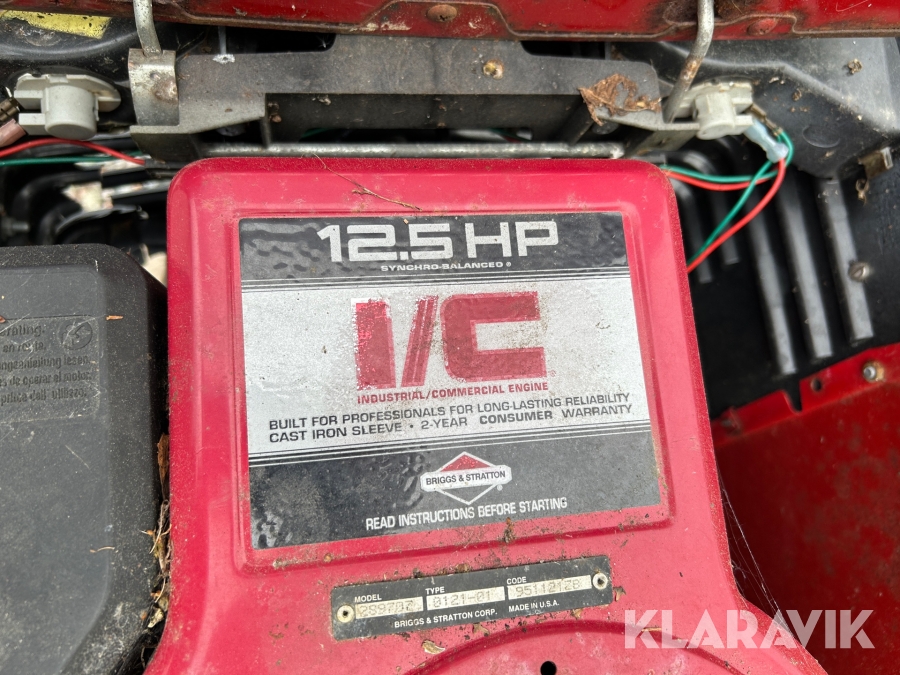 12.5 HP
SYNCHRO-BALANCED ®
I/C
INDUSTRIAL/COMMERCIAL ENGINE
BUILT FOR PROFESSIONALS FOR LONG-LASTING RELIABILITY
CAST IRON SLEEVE • 2-YEAR CONSUMER WARRANTY
BRIGGS & STRATTON
READ INSTRUCTIONS BEFORE STARTING
MODEL TYPE CODE
289707 0121-01 9511212B
BRIGGS & STRATTON CORP. MADE IN U.S.A.
KLARAVIK